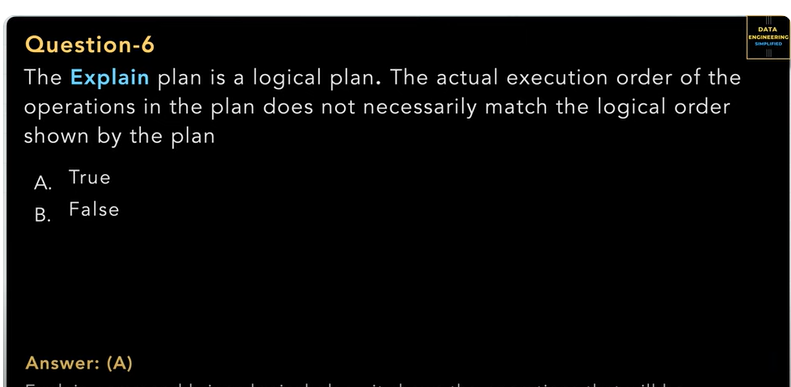 DATA
ENGINEERING
SIMPLIFIED
Question-6
The Explain plan is a logical plan. The actual execution order of the
operations in the plan does not necessarily match the logical order
shown by the plan
A. True
B. False
Answer: (A)